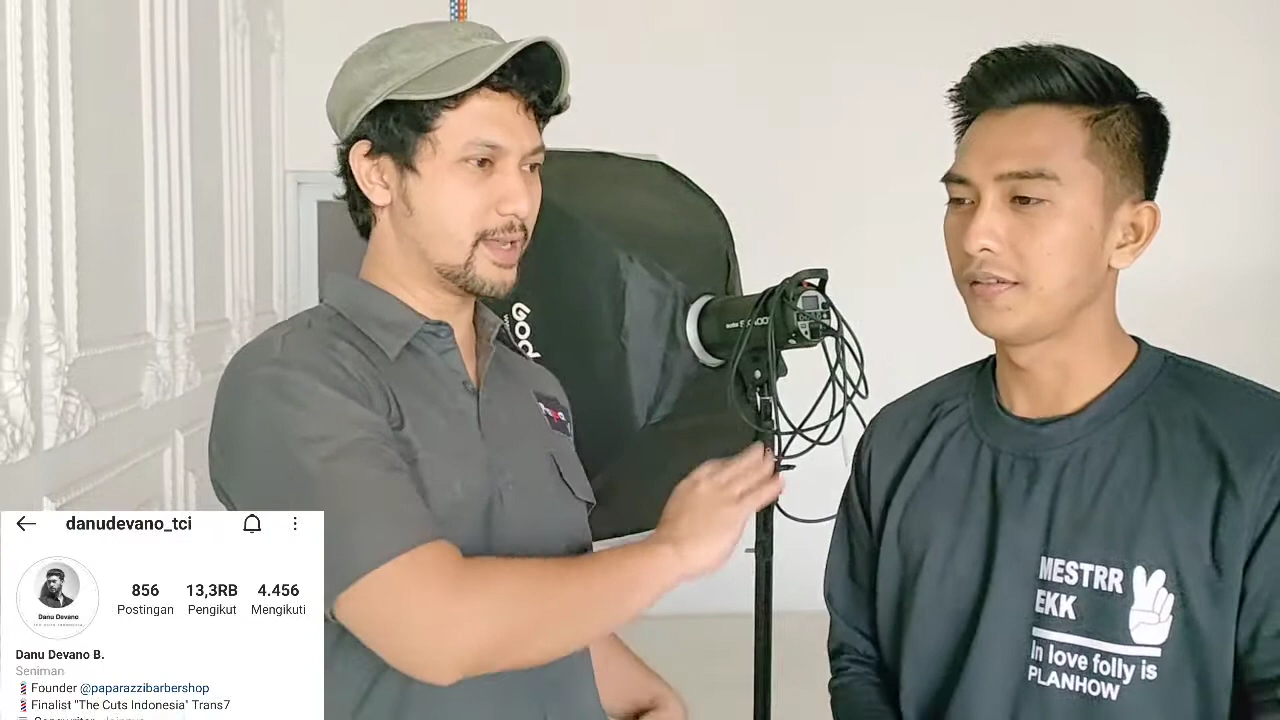 GOD
MESTRR
EKK
In love folly is
PLANHOW
danudevano_tci
856 13,3RB 4.456
Postingan Pengikut Mengikuti
Danu Devano
Danu Devano B.
Seniman
Founder @paparazzibarbershop
Finalist "The Cuts Indonesia" Trans7